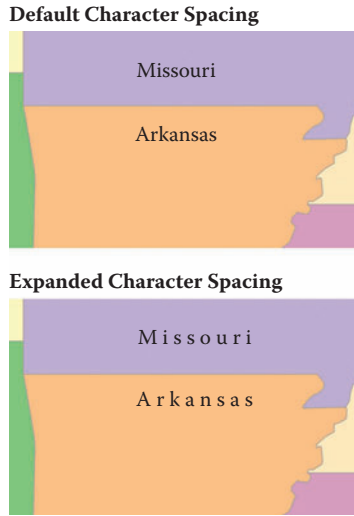 Default Character Spacing
Missouri
Arkansas
Expanded Character Spacing
M i s s o u r i
A r k a n s a s